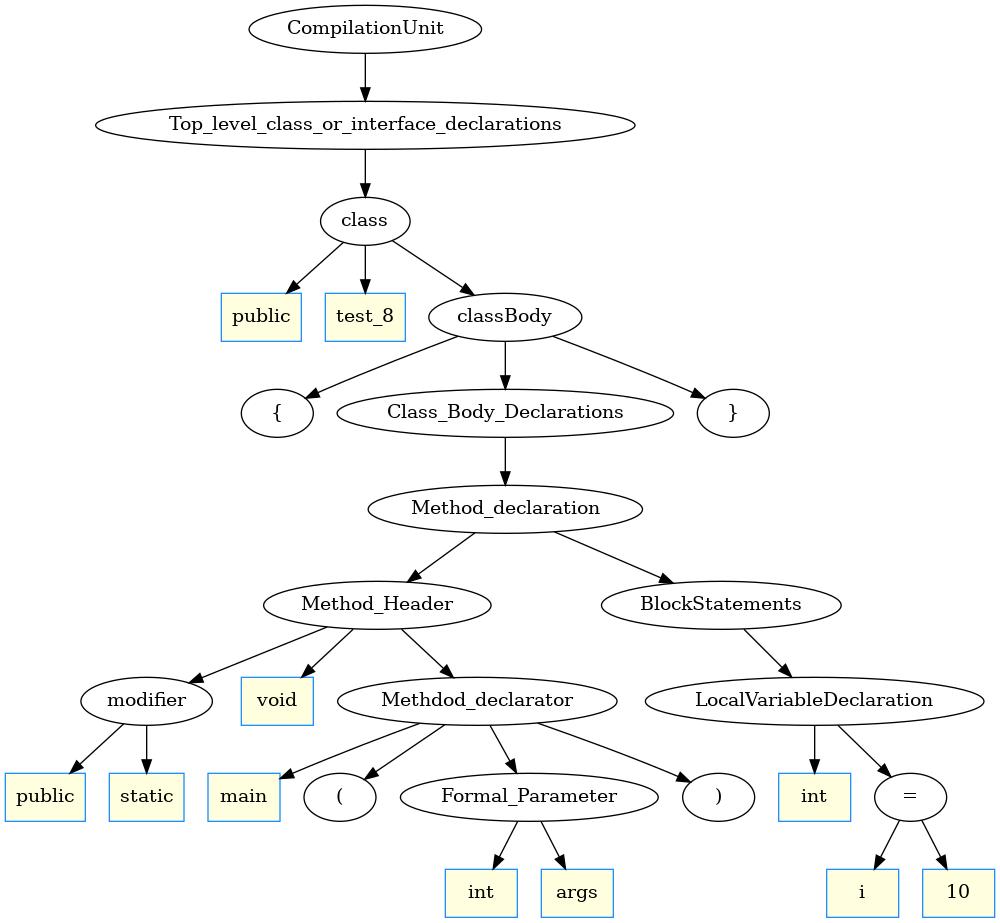 CompilationUnit
Top_level_class_or_interface_declarations
class
public test_8 classBody
{ Class_Body_Declarations }
Method_declaration
Method_Header BlockStatements
modifier void Methdod_declarator LocalVariableDeclaration
public static main ( Formal_Parameter ) int =
int args i 10